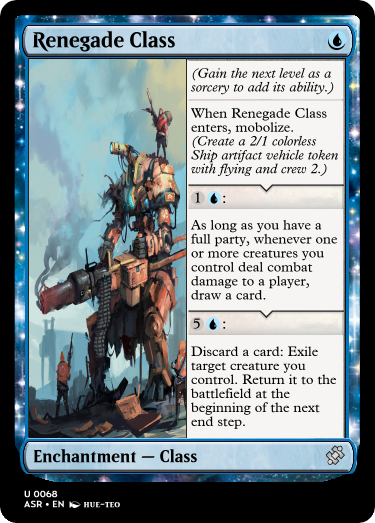 Renegade Class
(Gain the next level as a
sorcery to add its ability.)
When Renegade Class
enters, mobolize.
(Create a 2/1 colorless
Ship artifact vehicle token
with flying and crew 2.)
1 :
As long as you have a
full party, whenever one
or more creatures you
control deal combat
damage to a player,
draw a card.
5 :
Discard a card: Exile
target creature you
control. Return it to the
battlefield at the
beginning of the next
end step.
Enchantment — Class
U 0068
ASR • EN HUE-TEO